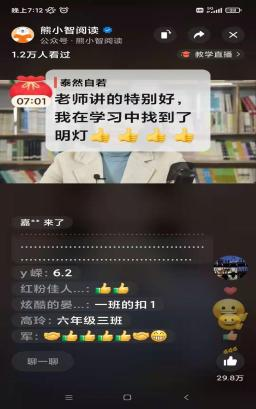 晚上7:12
熊小智阅读
公众号·熊小智阅读
1.2万人看过
教学直播>
07:01
泰然自若
老师讲的特别好，
我在学习中找到了
明灯👍👍👍👍
嘉** 来了
y 嵘：6.2
红粉佳人...：👍👍
炫酷的晏...：一班的扣1
高玲：六年级三班
军：🤝👍👍👍🤝😁
聊一聊
29.8万